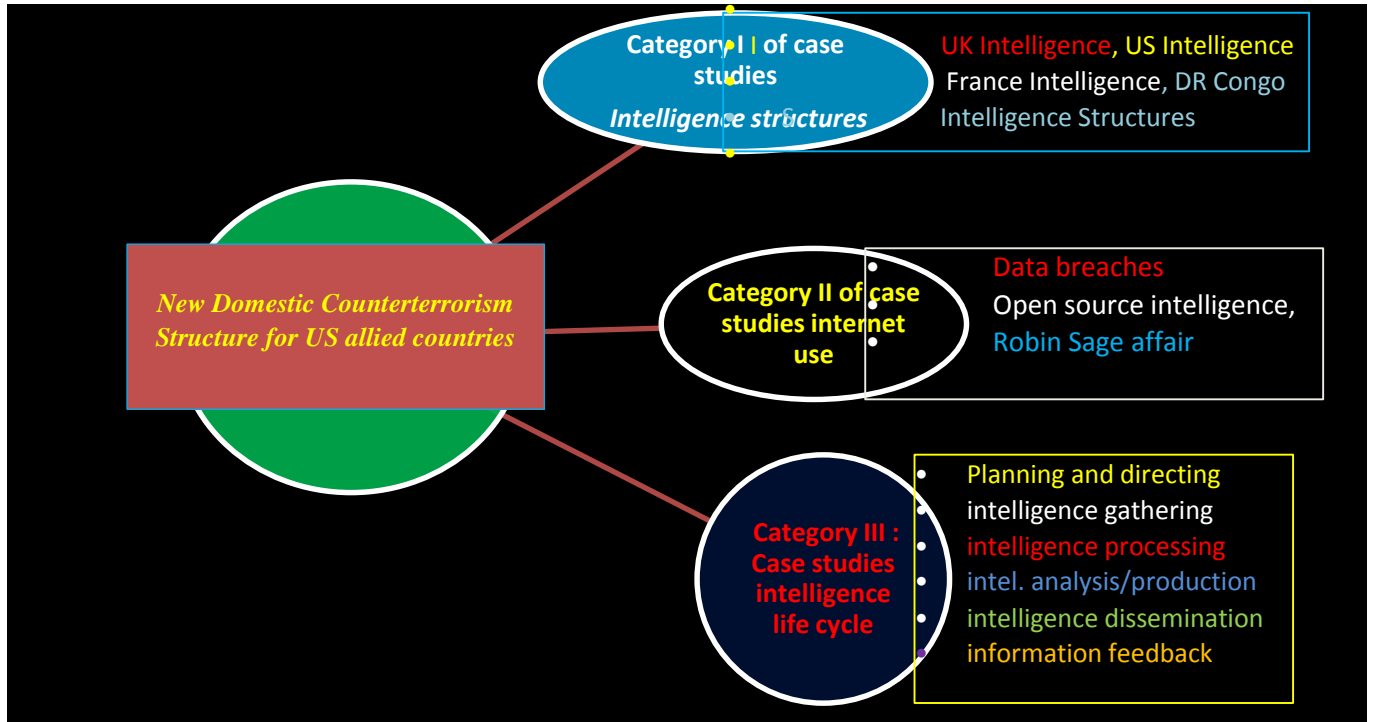 Category I I of case
studies
Intelligence structures
&
UK Intelligence, US Intelligence
France Intelligence, DR Congo
Intelligence Structures
New Domestic Counterterrorism
Structure for US allied countries
Category II of case
studies internet
use
Data breaches
Open source intelligence,
Robin Sage affair
Category III :
Case studies
intelligence
life cycle
Planning and directing
intelligence gathering
intelligence processing
intel. analysis/production
intelligence dissemination
information feedback